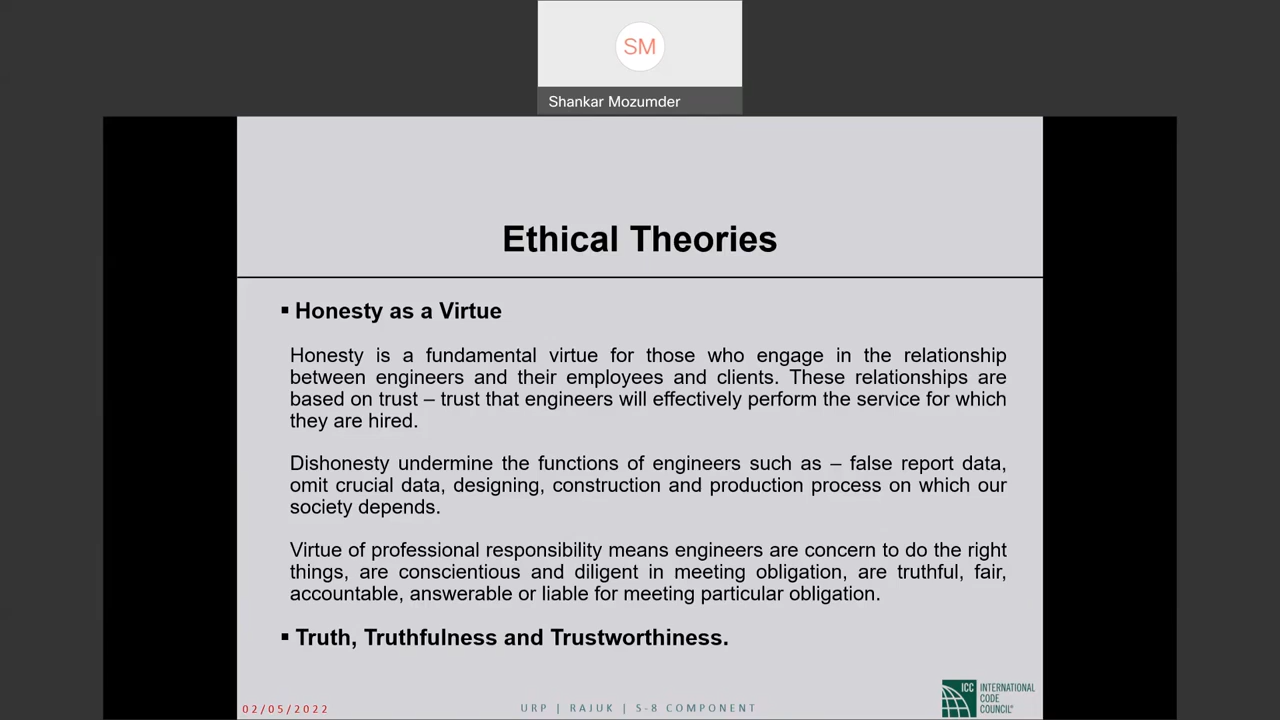 SM
Shankar Mozumder
Ethical Theories
▪ Honesty as a Virtue
Honesty is a fundamental virtue for those who engage in the relationship
between engineers and their employees and clients. These relationships are
based on trust – trust that engineers will effectively perform the service for which
they are hired.
Dishonesty undermine the functions of engineers such as – false report data,
omit crucial data, designing, construction and production process on which our
society depends.
Virtue of professional responsibility means engineers are concern to do the right
things, are conscientious and diligent in meeting obligation, are truthful, fair,
accountable, answerable or liable for meeting particular obligation.
▪ Truth, Truthfulness and Trustworthiness.
02/05/2022
URP | RAJUK | S-8 COMPONENT
ICC
INTERNATIONAL
CODE
COUNCIL®